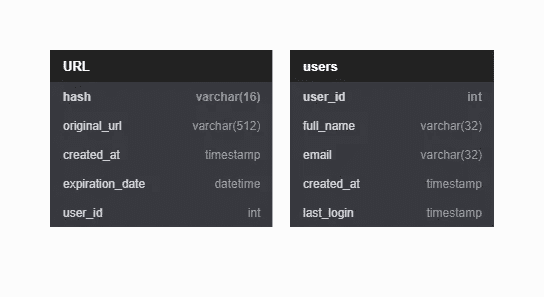 URL
hash varchar(16)
original_url varchar(512)
created_at timestamp
expiration_date datetime
user_id int
users
user_id int
full_name varchar(32)
email varchar(32)
created_at timestamp
last_login timestamp